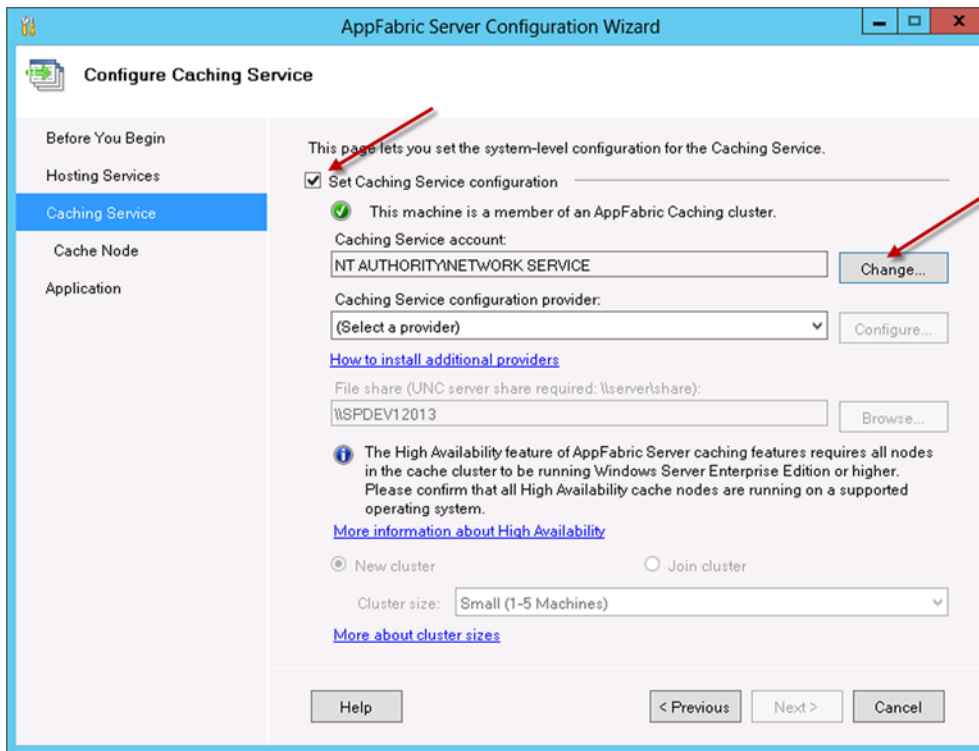 AppFabric Server Configuration Wizard
Configure Caching Service
Before You Begin
Hosting Services
Caching Service
Cache Node
Application
This page lets you set the system-level configuration for the Caching Service.
Set Caching Service configuration
This machine is a member of an AppFabric Caching cluster.
Caching Service account:
NT AUTHORITY\NETWORK SERVICE
Change...
Caching Service configuration provider:
(Select a provider)
Configure...
How to install additional providers
File share (UNC server share required: \\server\share):
\\SPDEV12013
Browse...
The High Availability feature of AppFabric Server caching features requires all nodes
in the cache cluster to be running Windows Server Enterprise Edition or higher.
Please confirm that all High Availability cache nodes are running on a supported
operating system.
More information about High Availability
New cluster
Join cluster
Cluster size:
Small (1-5 Machines)
More about cluster sizes
Help
< Previous
Next >
Cancel